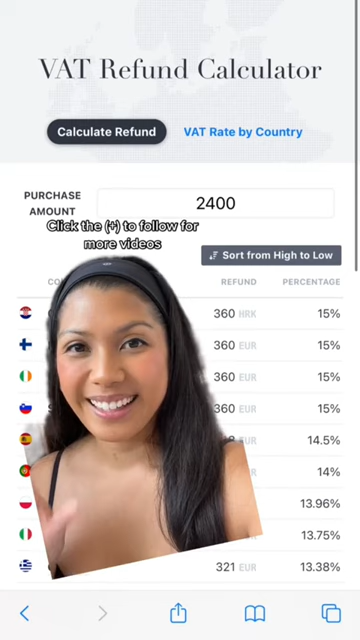 VAT Refund Calculator
Calculate Refund
VAT Rate by Country
PURCHASE
AMOUNT
2400
Click the (+) to follow for
more videos
Sort from High to Low
REFUND
PERCENTAGE
360 HRK
15%
360 EUR
15%
360 EUR
15%
360 EUR
15%
EUR
14.5%
EUR
14%
13.96%
13.75%
321 EUR
13.38%